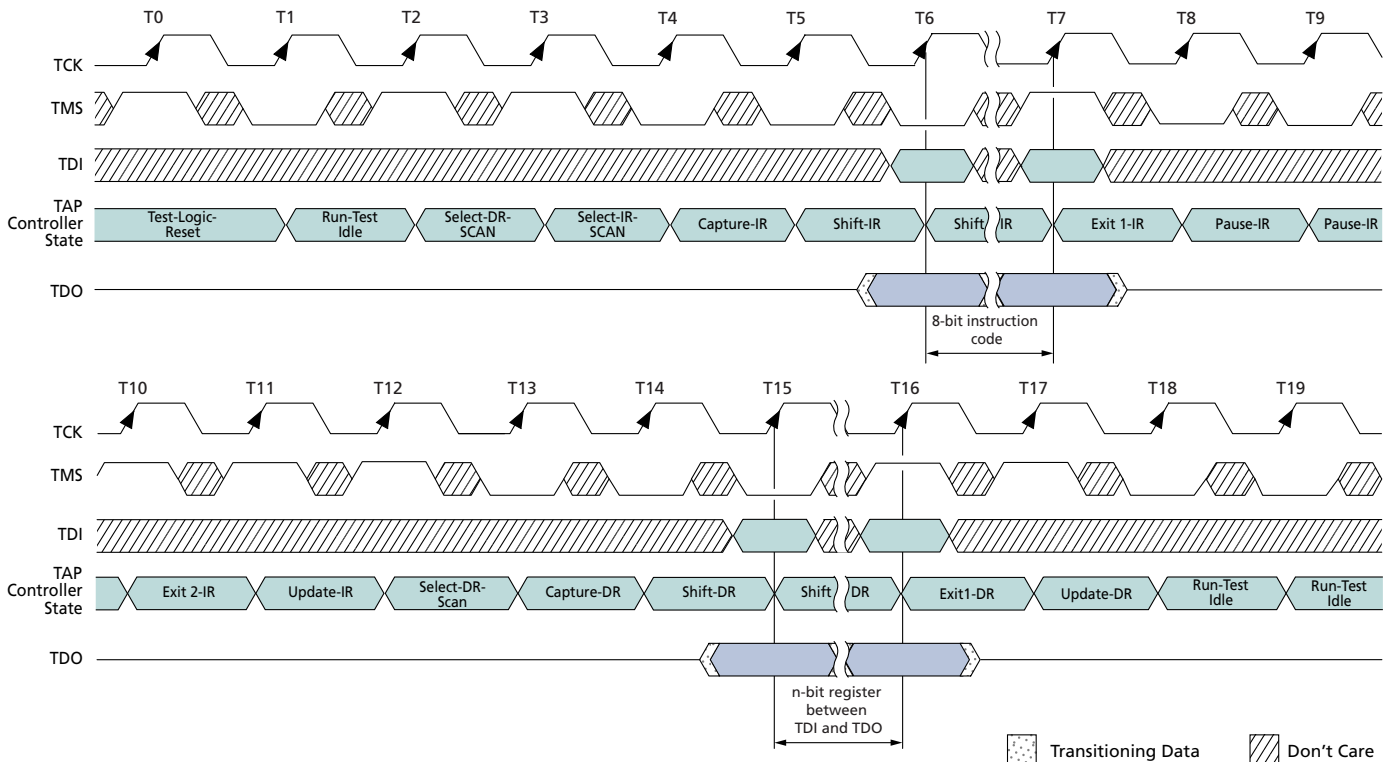 T0 T1 T2 T3 T4 T5 T6 T7 T8 T9
TCK
TMS
TDI
TAP
Controller
State
Test-Logic-
Reset
Run-Test
Idle
Select-DR-
SCAN
Select-IR-
SCAN
Capture-IR
Shift-IR
Shift IR
Exit 1-IR
Pause-IR
Pause-IR
TDO
8-bit instruction
code
T10 T11 T12 T13 T14 T15 T16 T17 T18 T19
TCK
TMS
TDI
TAP
Controller
State
Exit 2-IR
Update-IR
Select-DR-
Scan
Capture-DR
Shift-DR
Shift DR
Exit1-DR
Update-DR
Run-Test
Idle
Run-Test
Idle
TDO
n-bit register
between
TDI and TDO
Transitioning Data
Don't Care